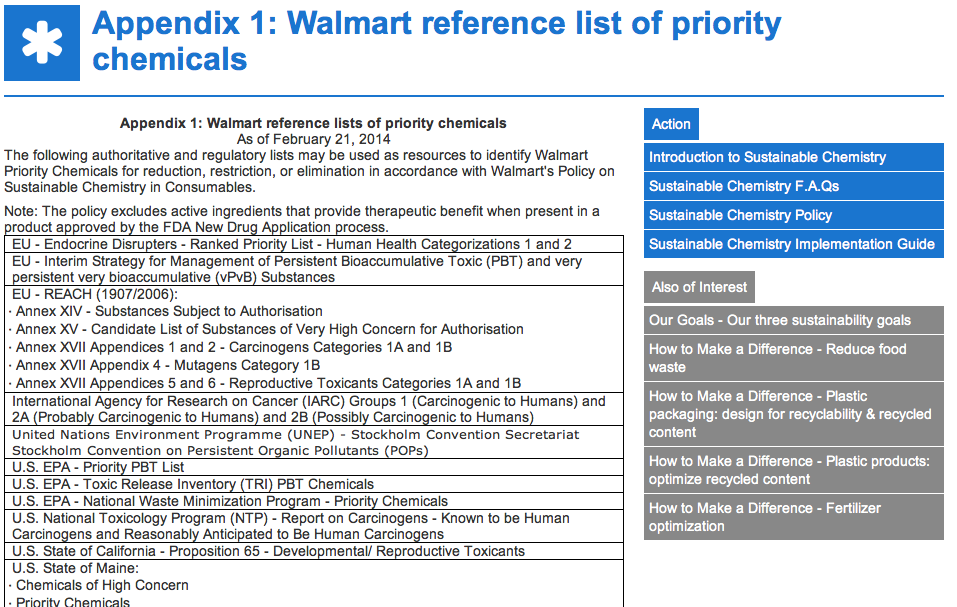 Appendix 1: Walmart reference list of priority
chemicals
Appendix 1: Walmart reference lists of priority chemicals
As of February 21, 2014
The following authoritative and regulatory lists may be used as resources to identify Walmart
Priority Chemicals for reduction, restriction, or elimination in accordance with Walmart's Policy on
Sustainable Chemistry in Consumables.
Note: The policy excludes active ingredients that provide therapeutic benefit when present in a
product approved by the FDA New Drug Application process.
EU - Endocrine Disrupters - Ranked Priority List - Human Health Categorizations 1 and 2
EU - Interim Strategy for Management of Persistent Bioaccumulative Toxic (PBT) and very
persistent very bioaccumulative (vPvB) Substances
EU - REACH (1907/2006):
· Annex XIV - Substances Subject to Authorisation
· Annex XV - Candidate List of Substances of Very High Concern for Authorisation
· Annex XVII Appendices 1 and 2 - Carcinogens Categories 1A and 1B
· Annex XVII Appendix 4 - Mutagens Category 1B
· Annex XVII Appendices 5 and 6 - Reproductive Toxicants Categories 1A and 1B
International Agency for Research on Cancer (IARC) Groups 1 (Carcinogenic to Humans) and
2A (Probably Carcinogenic to Humans) and 2B (Possibly Carcinogenic to Humans)
United Nations Environment Programme (UNEP) - Stockholm Convention Secretariat
Stockholm Convention on Persistent Organic Pollutants (POPs)
U.S. EPA - Priority PBT List
U.S. EPA - Toxic Release Inventory (TRI) PBT Chemicals
U.S. EPA - National Waste Minimization Program - Priority Chemicals
U.S. National Toxicology Program (NTP) - Report on Carcinogens - Known to be Human
Carcinogens and Reasonably Anticipated to Be Human Carcinogens
U.S. State of California - Proposition 65 - Developmental/ Reproductive Toxicants
U.S. State of Maine:
· Chemicals of High Concern
· Priority Chemicals
Action
Introduction to Sustainable Chemistry
Sustainable Chemistry F.A.Qs
Sustainable Chemistry Policy
Sustainable Chemistry Implementation Guide
Also of Interest
Our Goals - Our three sustainability goals
How to Make a Difference - Reduce food
waste
How to Make a Difference - Plastic
packaging: design for recyclability & recycled
content
How to Make a Difference - Plastic products:
optimize recycled content
How to Make a Difference - Fertilizer
optimization